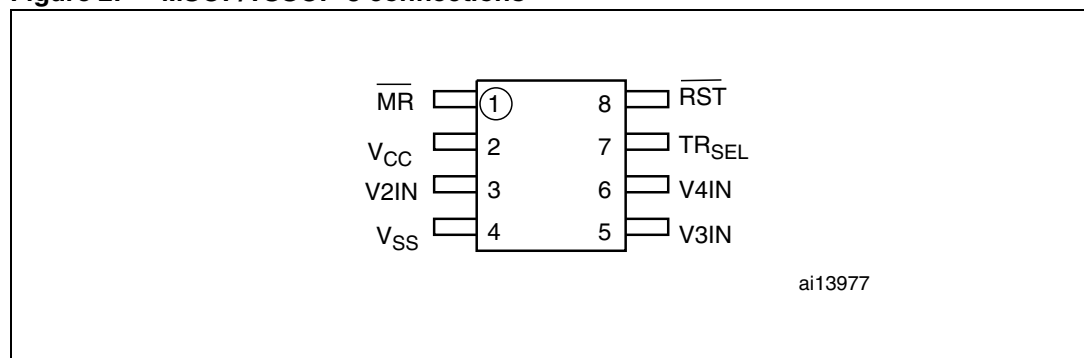 MR 1 8 RST
VCC 2 7 TRSEL
V2IN 3 6 V4IN
VSS 4 5 V3IN
ai13977